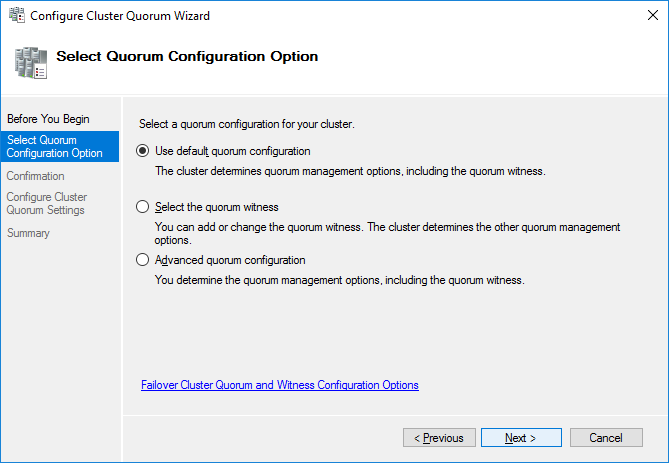 Configure Cluster Quorum Wizard
Select Quorum Configuration Option
Before You Begin
Select Quorum
Configuration Option
Confirmation
Configure Cluster
Quorum Settings
Summary
Select a quorum configuration for your cluster.
Use default quorum configuration
The cluster determines quorum management options, including the quorum witness.
Select the quorum witness
You can add or change the quorum witness. The cluster determines the other quorum management
options.
Advanced quorum configuration
You determine the quorum management options, including the quorum witness.
Failover Cluster Quorum and Witness Configuration Options
< Previous
Next >
Cancel